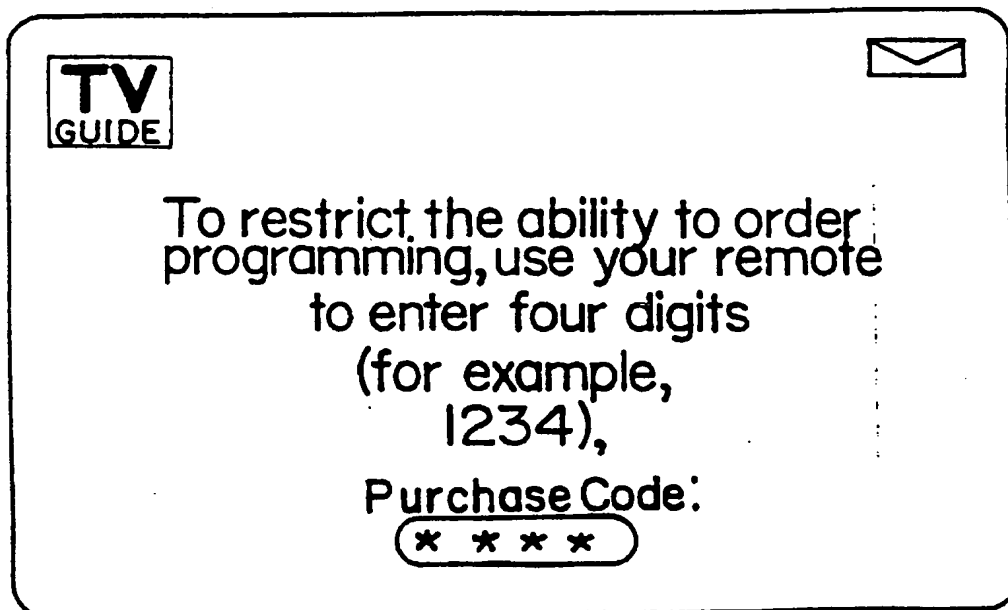 TV
GUIDE
To restrict the ability to order
programming, use your remote
to enter four digits
(for example,
1234),
Purchase Code:
* * * *